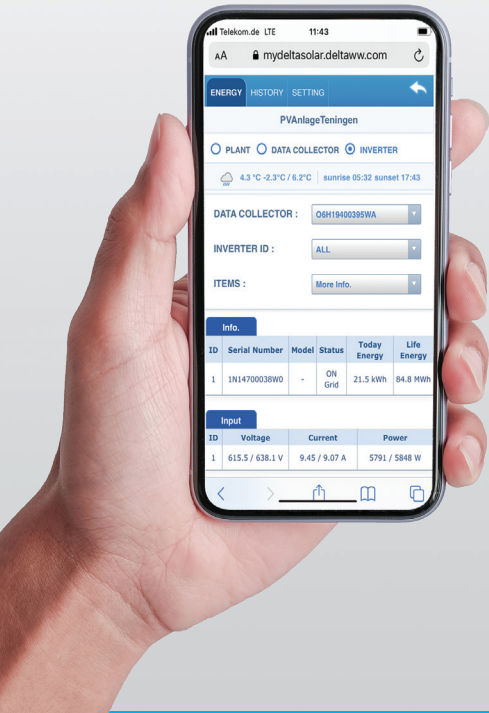 Telekom.de LTE 11:43
AA mydeltasolar.deltaww.com
ENERGY HISTORY SETTING
PVAnlageTeningen
PLANT DATA COLLECTOR INVERTER
4.3 °C -2.3°C / 6.2°C sunrise 05:32 sunset 17:43
DATA COLLECTOR : O6H19400395WA
INVERTER ID : ALL
ITEMS : More Info.
Info.
ID Serial Number Model Status Today Energy Life Energy
1 1N14700038W0 - ON Grid 21.5 kWh 84.8 MWh
Input
ID Voltage Current Power
1 615.5 / 638.1 V 9.45 / 9.07 A 5791 / 5848 W